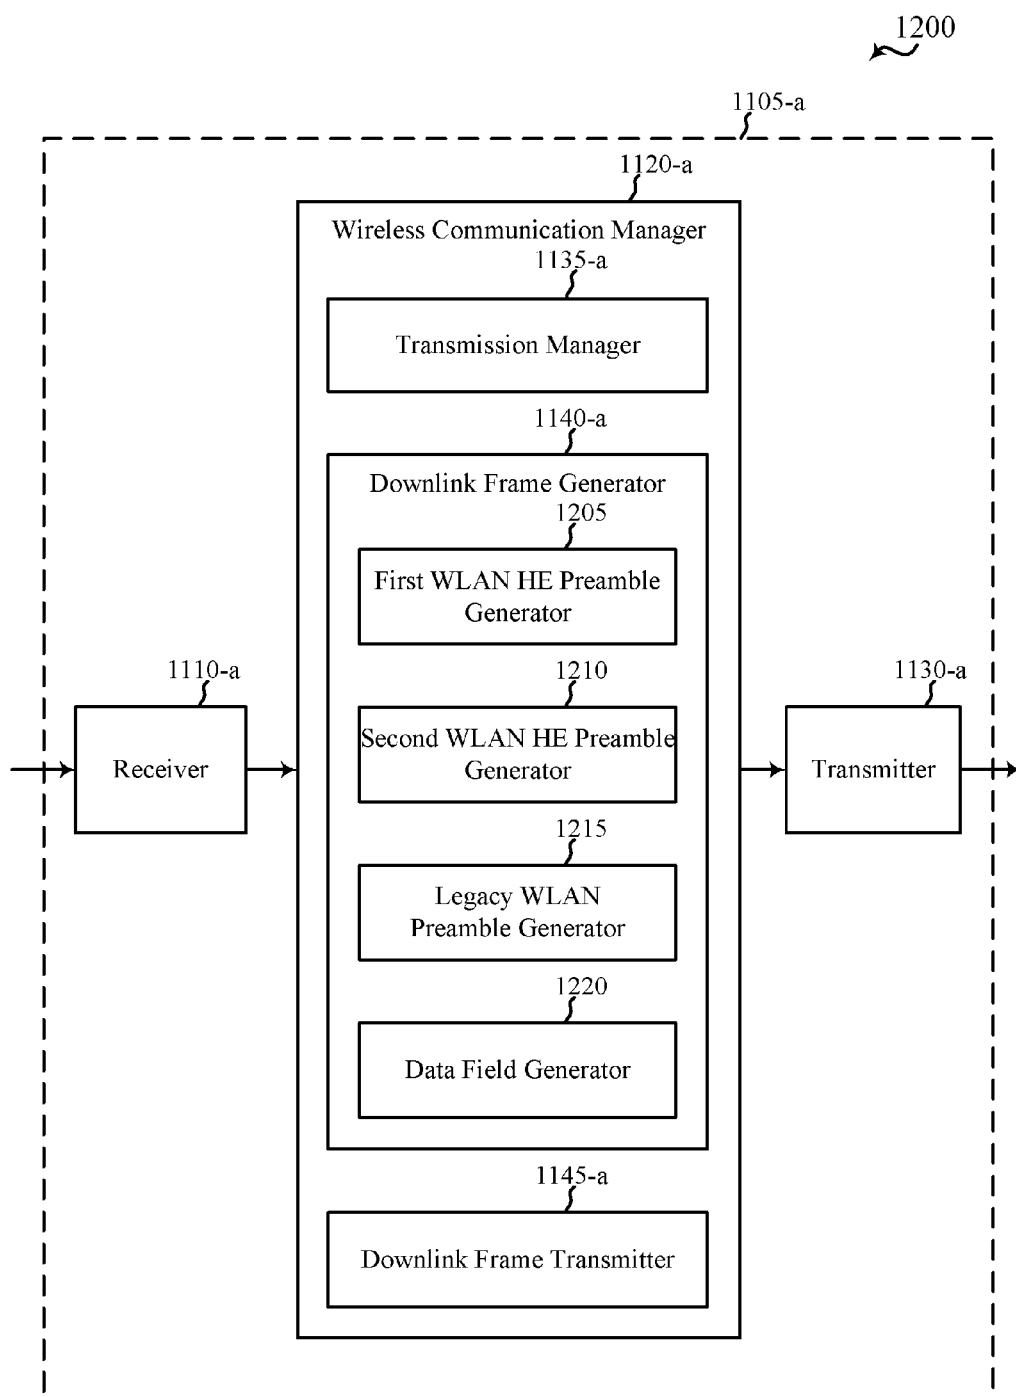 1200
1105-a
1120-a
Wireless Communication Manager
1135-a
Transmission Manager
1140-a
Downlink Frame Generator
1205
First WLAN HE Preamble
Generator
1110-a
Receiver
1210
Second WLAN HE Preamble
Generator
1130-a
Transmitter
1215
Legacy WLAN
Preamble Generator
1220
Data Field Generator
1145-a
Downlink Frame Transmitter